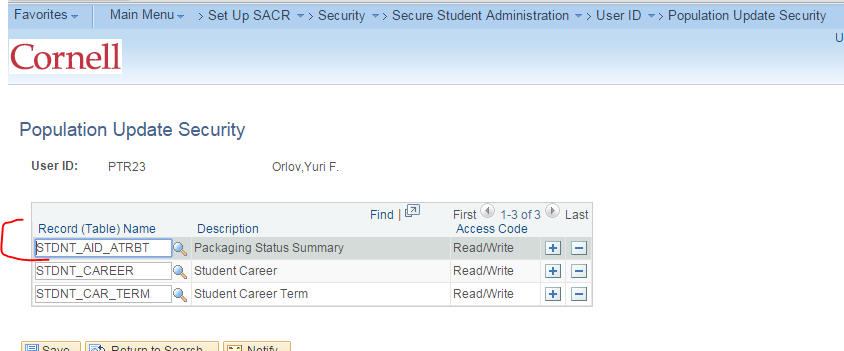 Favorites Main Menu > Set Up SACR > Security > Secure Student Administration > User ID > Population Update Security
U
Cornell
Population Update Security
User ID: PTR23 Orlov,Yuri F.
Find | First 1-3 of 3 Last
Record (Table) Name Description Access Code
STDNT_AID_ATRBT Packaging Status Summary Read/Write
STDNT_CAREER Student Career Read/Write
STDNT_CAR_TERM Student Career Term Read/Write
Save Return to Search Notify